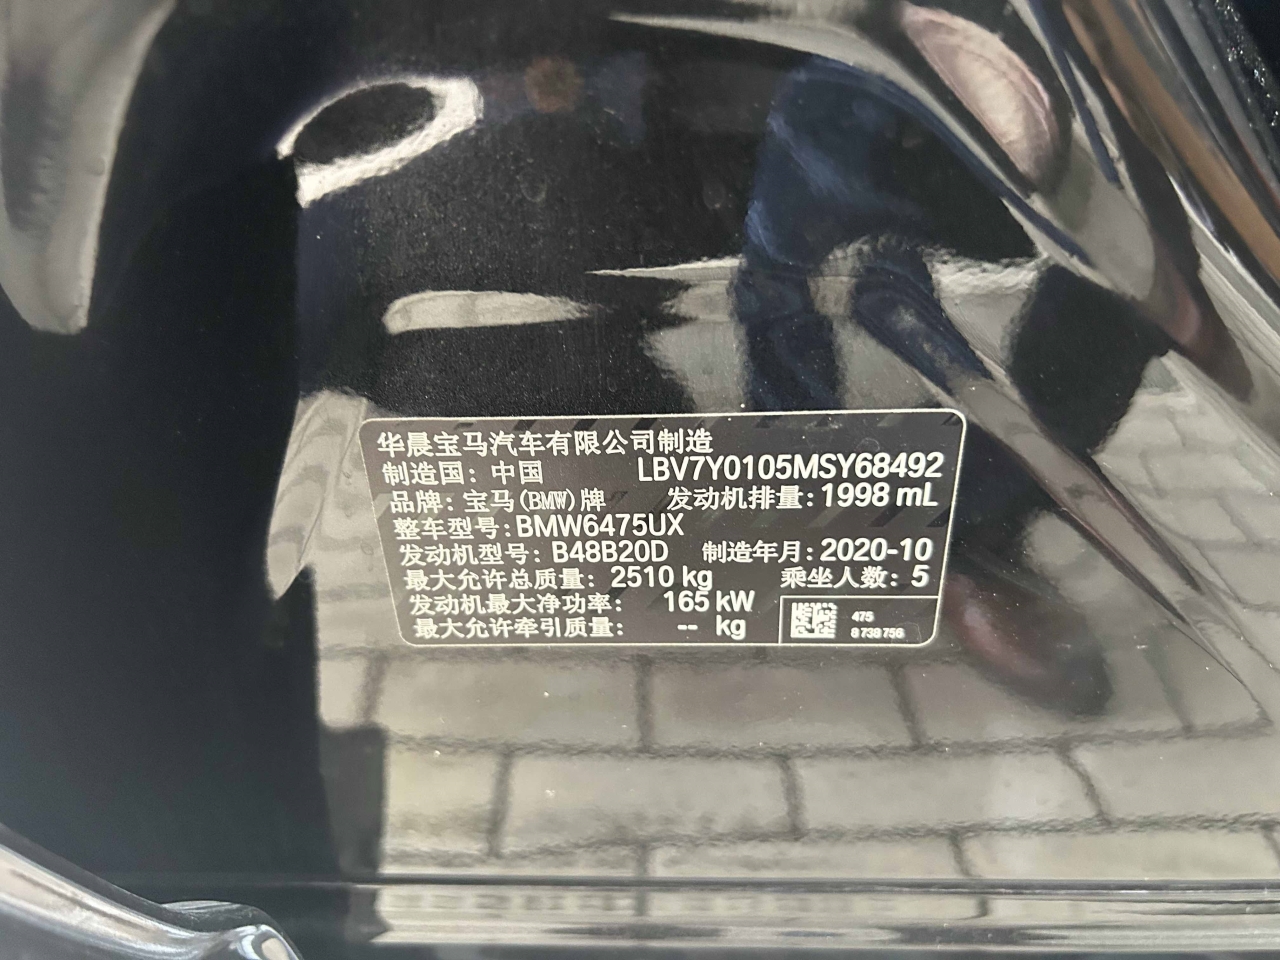 华晨宝马汽车有限公司制造
制造国：中国 LBV7Y0105MSY68492
品牌：宝马(BMW)牌 发动机排量：1998 mL
整车型号：BMW6475UX
发动机型号：B48B20D 制造年月：2020-10
最大允许总质量：2510 kg 乘坐人数：5
发动机最大净功率： 165 kW
最大允许牵引质量： -- kg
475
8 738 756